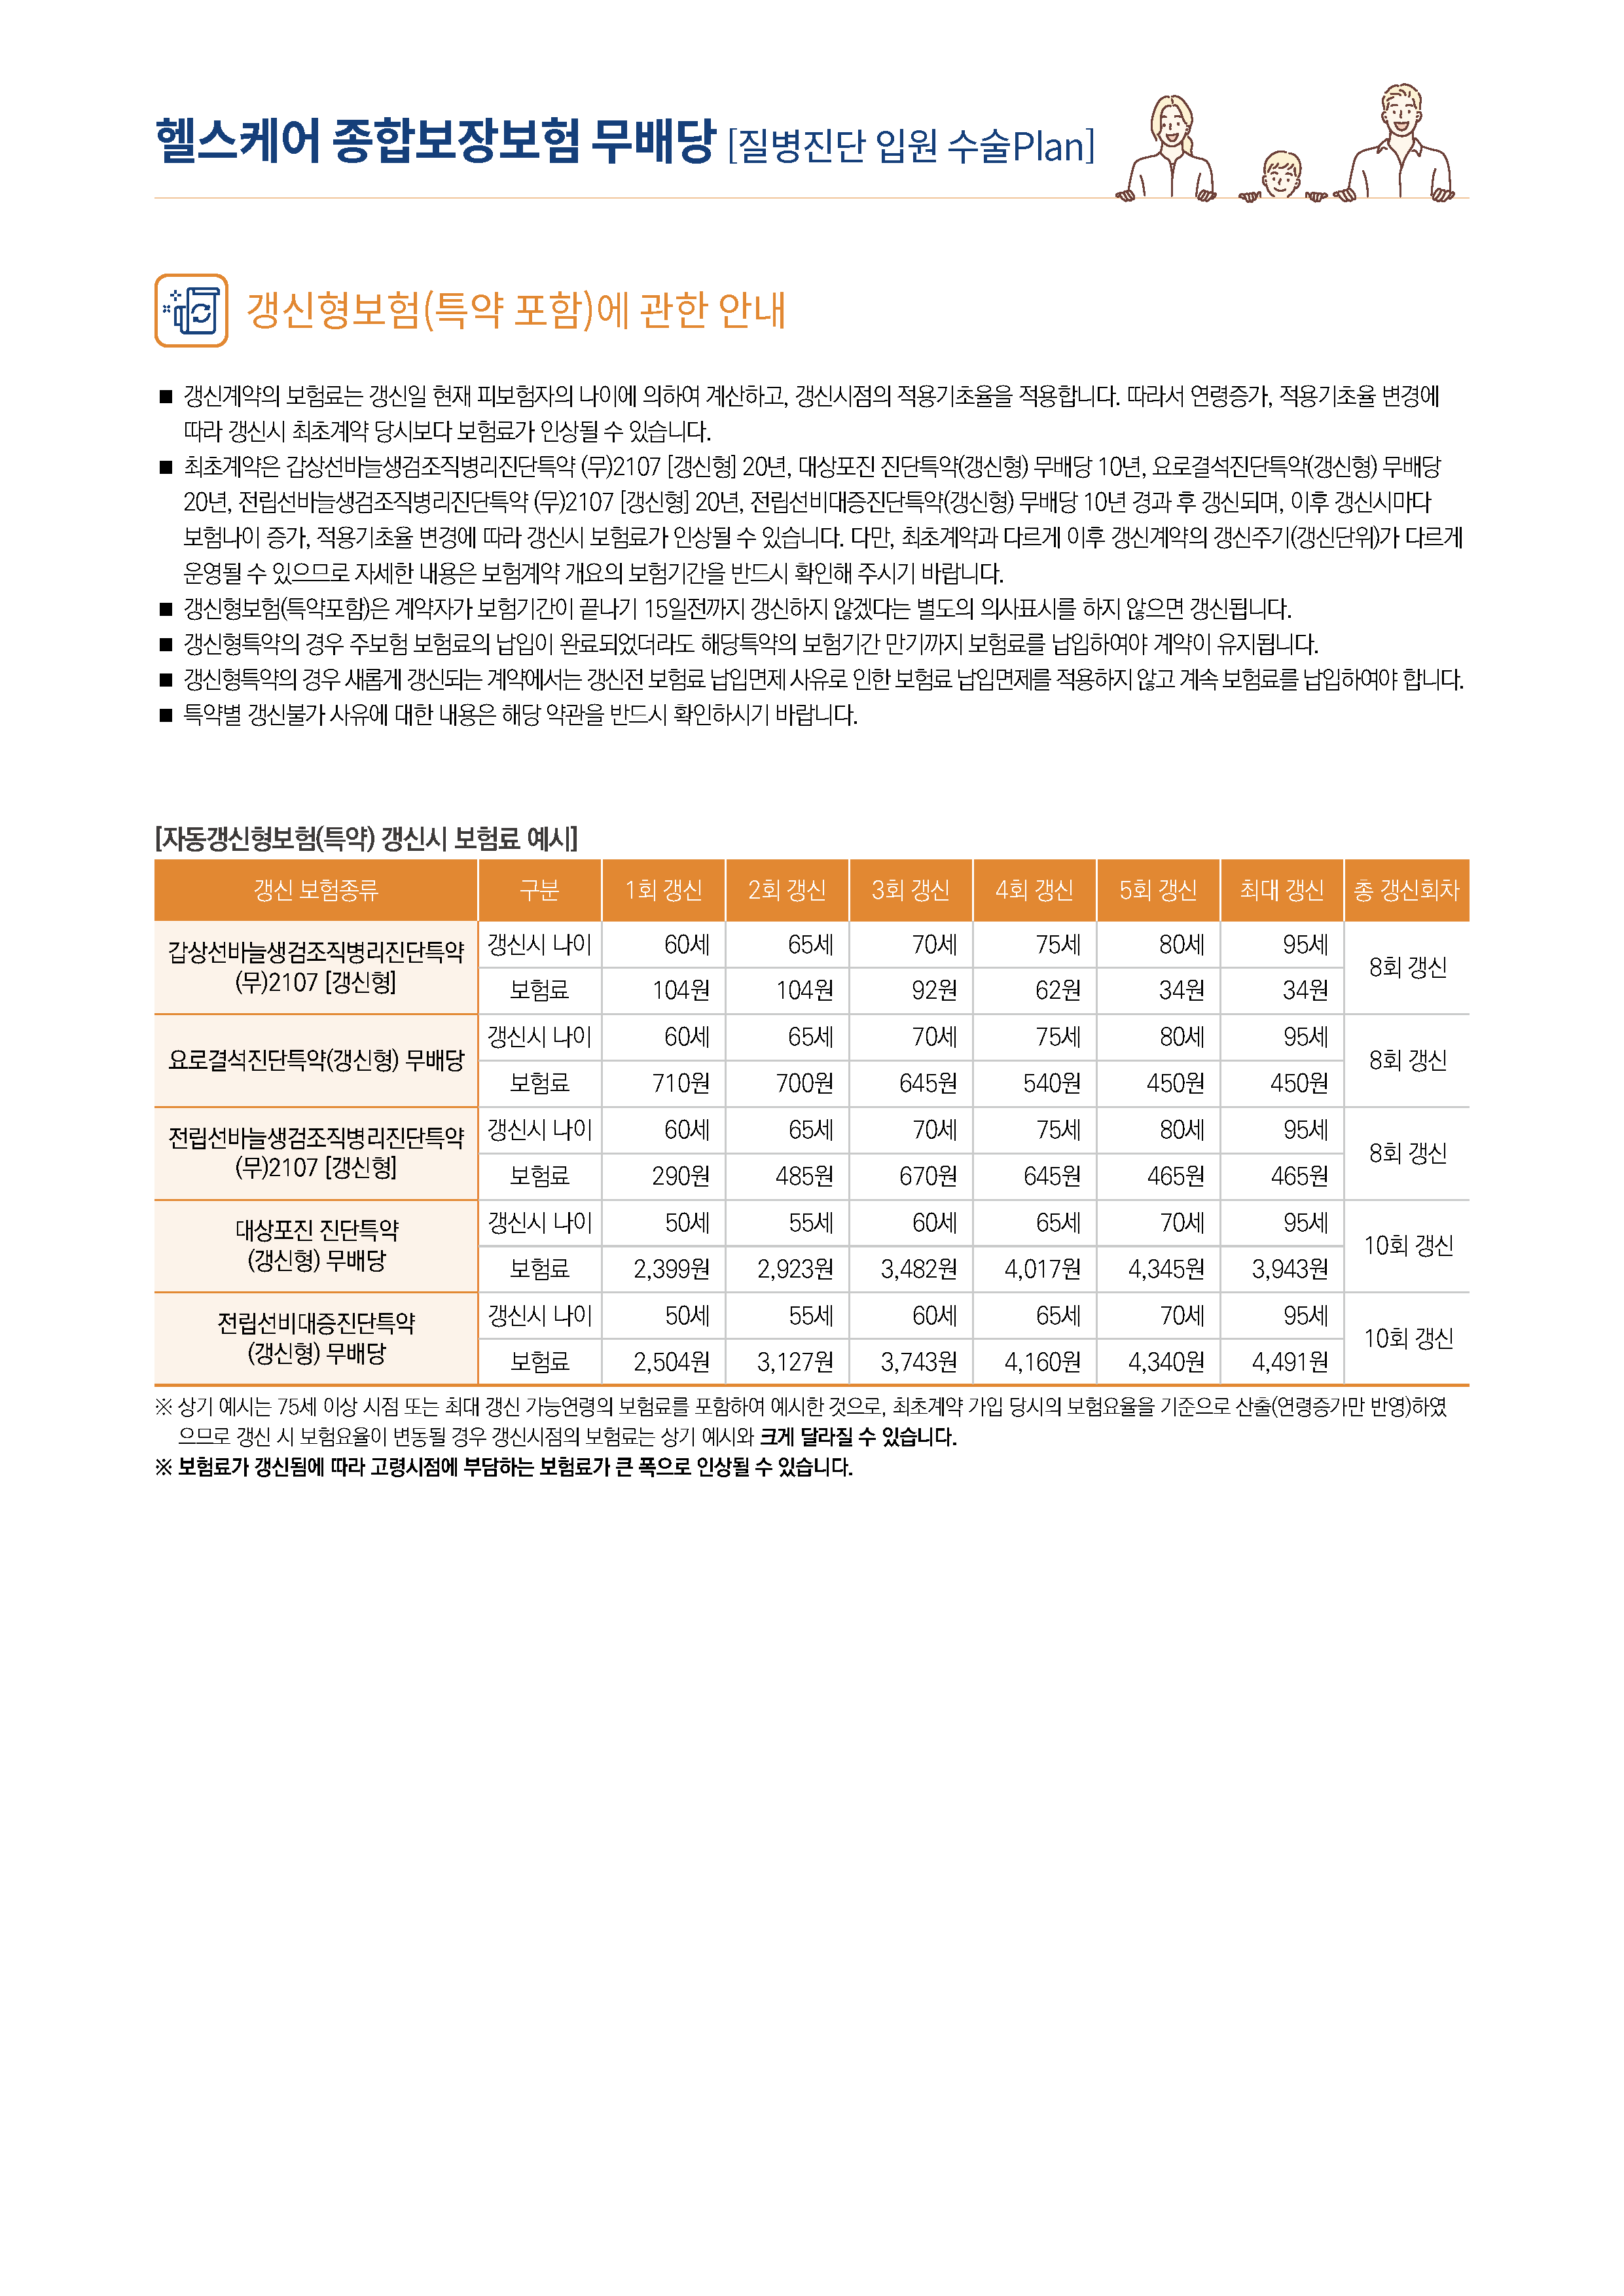 헬스케어 종합보장보험 무배당 [질병진단 입원 수술Plan]
갱신형보험(특약 포함)에 관한 안내
■ 갱신계약의 보험료는 갱신일 현재 피보험자의 나이에 의하여 계산하고, 갱신시점의 적용기초율을 적용합니다. 따라서 연령증가, 적용기초율 변경에
따라 갱신시 최초계약 당시보다 보험료가 인상될 수 있습니다.
■ 최초계약은 갑상선바늘생검조직병리진단특약 (무)2107 [갱신형] 20년, 대상포진 진단특약(갱신형) 무배당 10년, 요로결석진단특약(갱신형) 무배당
20년, 전립선바늘생검조직병리진단특약 (무)2107 [갱신형] 20년, 전립선비대증진단특약(갱신형) 무배당 10년 경과 후 갱신되며, 이후 갱신시마다
보험나이 증가, 적용기초율 변경에 따라 갱신시 보험료가 인상될 수 있습니다. 다만, 최초계약과 다르게 이후 갱신계약의 갱신주기(갱신단위)가 다르게
운영될 수 있으므로 자세한 내용은 보험계약 개요의 보험기간을 반드시 확인해 주시기 바랍니다.
■ 갱신형보험(특약포함)은 계약자가 보험기간이 끝나기 15일전까지 갱신하지 않겠다는 별도의 의사표시를 하지 않으면 갱신됩니다.
■ 갱신형특약의 경우 주보험 보험료의 납입이 완료되었더라도 해당특약의 보험기간 만기까지 보험료를 납입하여야 계약이 유지됩니다.
■ 갱신형특약의 경우 새롭게 갱신되는 계약에서는 갱신전 보험료 납입면제 사유로 인한 보험료 납입면제를 적용하지 않고 계속 보험료를 납입하여야 합니다.
■ 특약별 갱신불가 사유에 대한 내용은 해당 약관을 반드시 확인하시기 바랍니다.
[자동갱신형보험(특약) 갱신시 보험료 예시]
갱신 보험종류 구분 1회 갱신 2회 갱신 3회 갱신 4회 갱신 5회 갱신 최대 갱신 총 갱신회차
갑상선바늘생검조직병리진단특약
(무)2107 [갱신형]
갱신시 나이 60세 65세 70세 75세 80세 95세
보험료 104원 104원 92원 62원 34원 34원
8회 갱신
요로결석진단특약(갱신형) 무배당
갱신시 나이 60세 65세 70세 75세 80세 95세
보험료 710원 700원 645원 540원 450원 450원
8회 갱신
전립선바늘생검조직병리진단특약
(무)2107 [갱신형]
갱신시 나이 60세 65세 70세 75세 80세 95세
보험료 290원 485원 670원 645원 465원 465원
8회 갱신
대상포진 진단특약
(갱신형) 무배당
갱신시 나이 50세 55세 60세 65세 70세 95세
보험료 2,399원 2,923원 3,482원 4,017원 4,345원 3,943원
10회 갱신
전립선비대증진단특약
(갱신형) 무배당
갱신시 나이 50세 55세 60세 65세 70세 95세
보험료 2,504원 3,127원 3,743원 4,160원 4,340원 4,491원
10회 갱신
※ 상기 예시는 75세 이상 시점 또는 최대 갱신 가능연령의 보험료를 포함하여 예시한 것으로, 최초계약 가입 당시의 보험요율을 기준으로 산출(연령증가만 반영)하였
으므로 갱신 시 보험요율이 변동될 경우 갱신시점의 보험료는 상기 예시와 크게 달라질 수 있습니다.
※ 보험료가 갱신됨에 따라 고령시점에 부담하는 보험료가 큰 폭으로 인상될 수 있습니다.